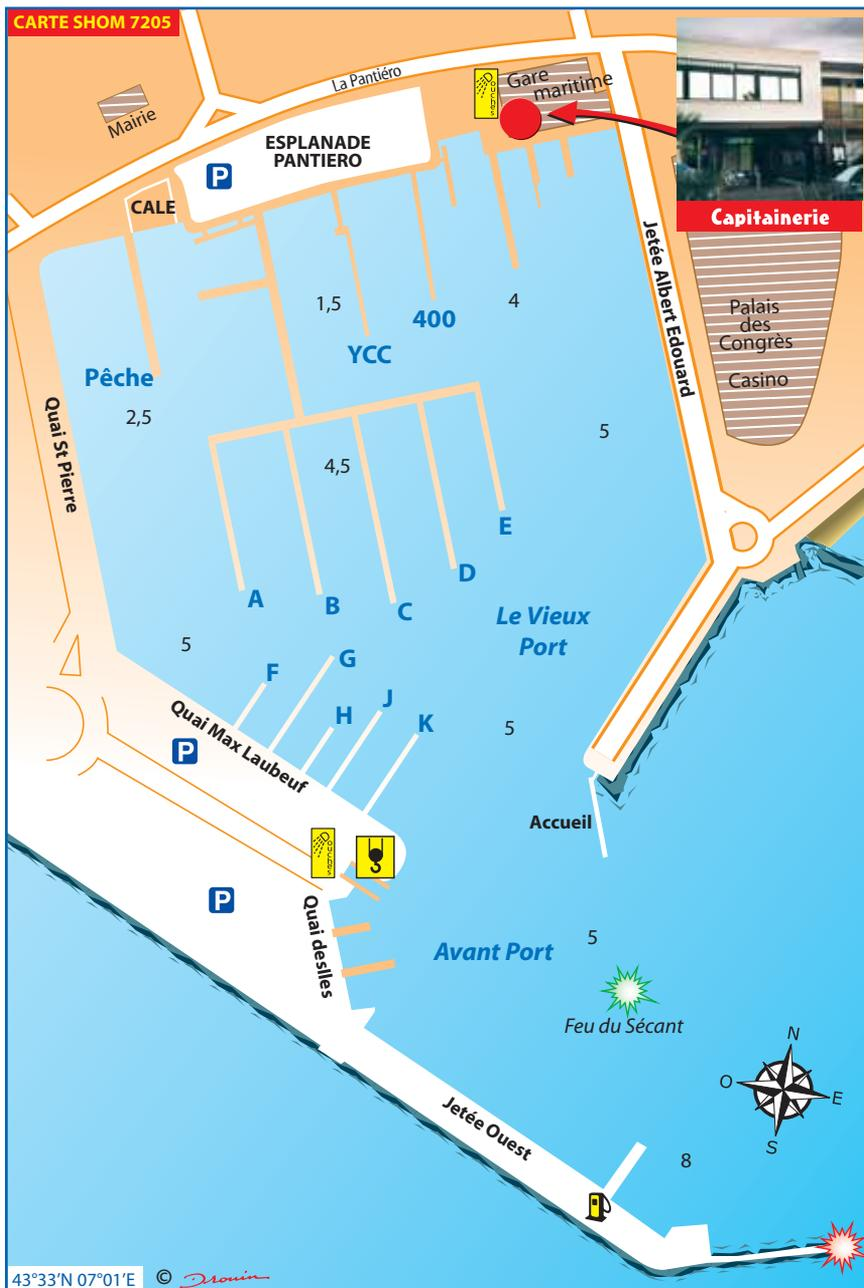 CARTE SHOM 7205
La Pantiéro
Gare
maritime
Douches
Mairie
ESPLANADE
PANTIERO
P
CALE
Capitainerie
Jetée Albert Edouard
Palais
des
Congrès
Casino
1,5
400
4
YCC
Pêche
2,5
Quai St Pierre
5
4,5
E
D
A
B
C
Le Vieux
Port
5
G
F
J
H
K
Quai Max Laubeuf
5
P
Accueil
Douches
P
Quai desIles
Avant Port
5
Feu du Sécant
N
O
E
S
Jetée Ouest
8
43°33’N 07°01’E
© Drouin